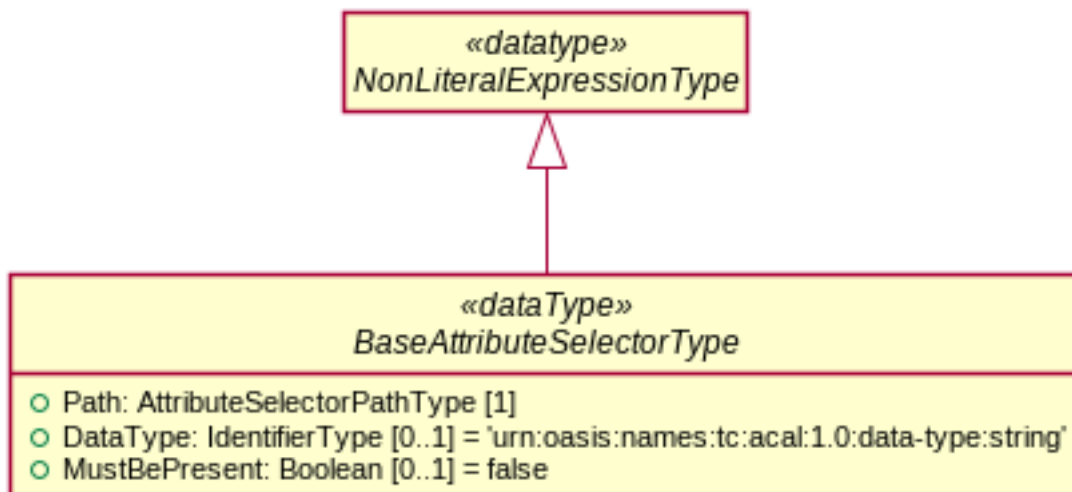 «datatype»
NonLiteralExpressionType
«dataType»
BaseAttributeSelectorType
Path: AttributeSelectorPathType [1]
DataType: IdentifierType [0..1] = 'urn:oasis:names:tc:acal:1.0:data-type:string'
MustBePresent: Boolean [0..1] = false